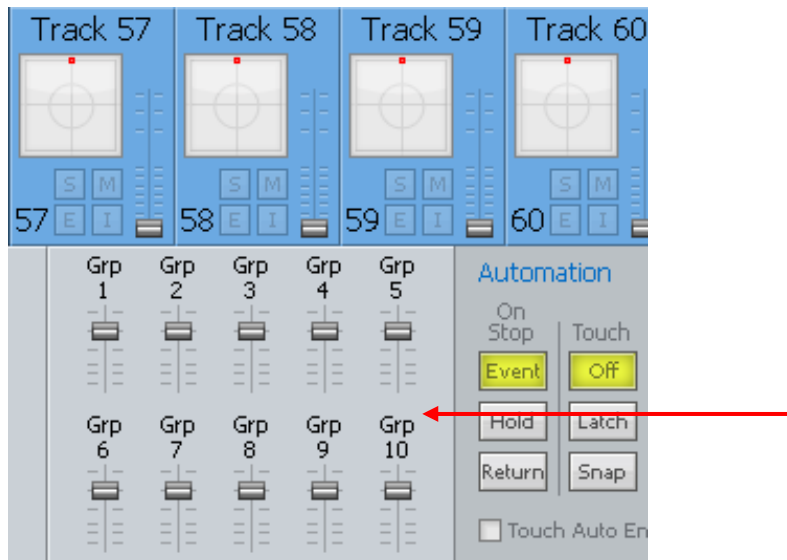 Track 57 Track 58 Track 59 Track 60
S M S M S M S M
57 E I 58 E I 59 E I 60 E I
Grp Grp Grp Grp Grp
1 2 3 4 5
Automation
On
Stop Touch
Event Off
Hold Latch
Return Snap
Grp Grp Grp Grp Grp
6 7 8 9 10
Touch Auto En